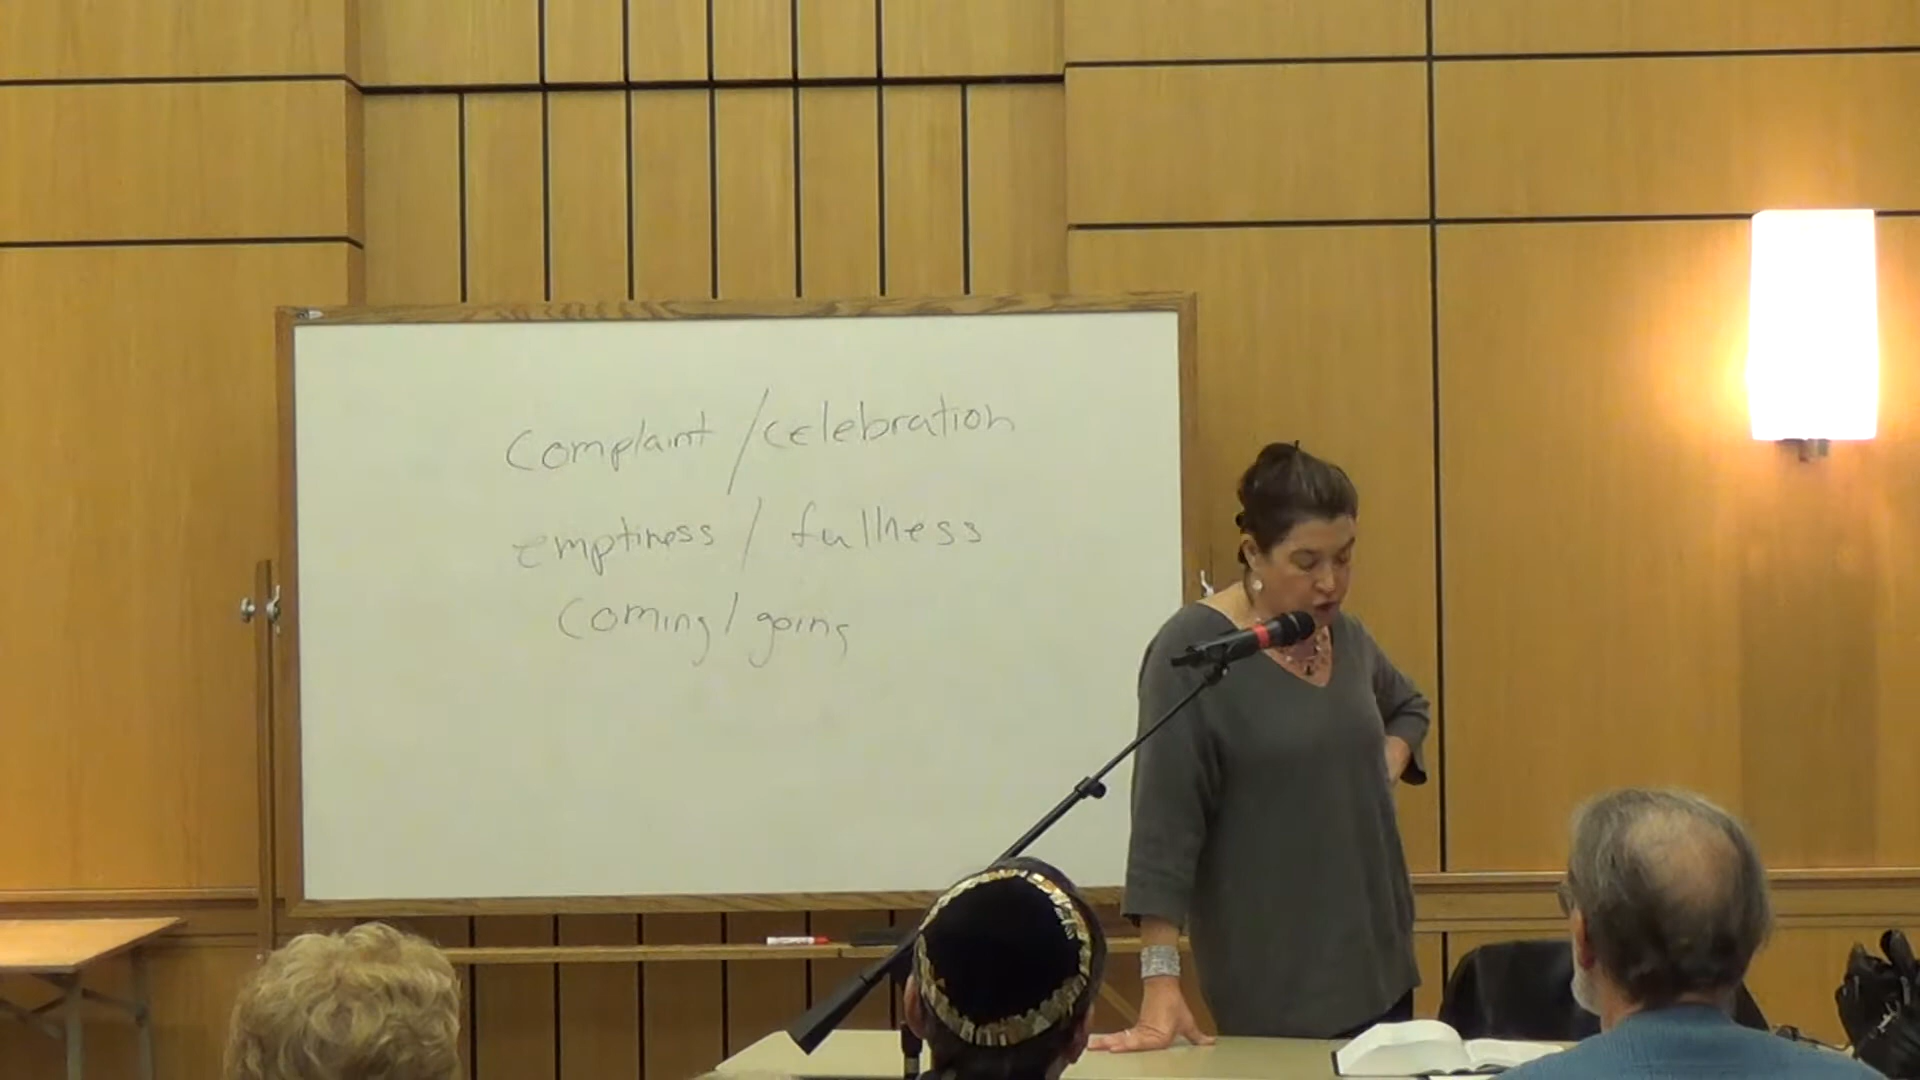 Complaint / celebration
emptiness / fullness
coming / going